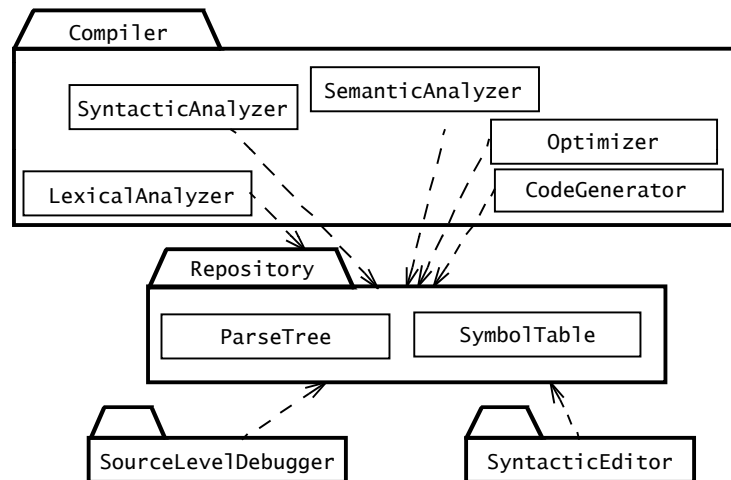 Compiler
SemanticAnalyzer
SyntacticAnalyzer
Optimizer
LexicalAnalyzer
CodeGenerator
Repository
ParseTree
SymbolTable
SourceLevelDebugger
SyntacticEditor